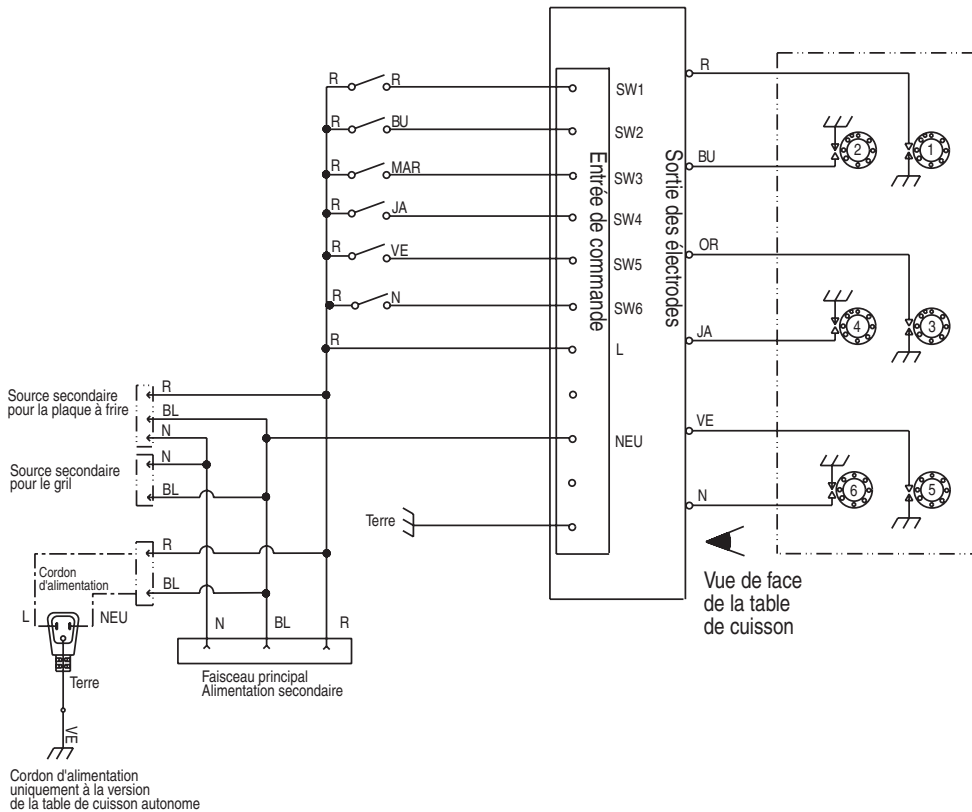 R
R
SW1
R
BU
SW2
R
MAR
SW3
R
JA
SW4
R
VE
SW5
R
N
SW6
R
L
NEU
Entrée de commande
Sortie des électrodes
R
BU
OR
JA
VE
N
2
1
4
3
6
5
Vue de face
de la table
de cuisson
Source secondaire
pour la plaque à frire
R
BL
N
Source secondaire
pour le gril
N
BL
Terre
R
BL
Cordon
d'alimentation
L
NEU
Terre
VE
N
BL
R
Faisceau principal
Alimentation secondaire
Cordon d'alimentation
uniquement à la version
de la table de cuisson autonome